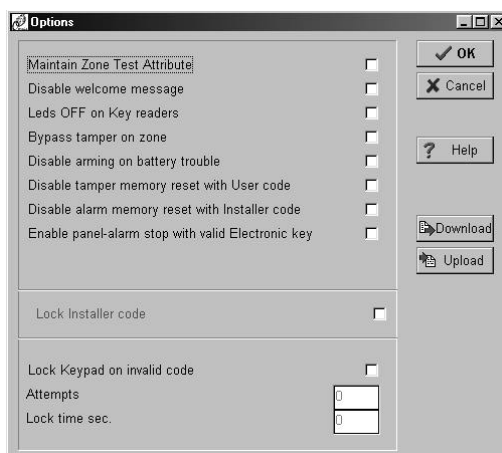 Options
Maintain Zone Test Attribute
Disable welcome message
Leds OFF on Key readers
Bypass tamper on zone
Disable arming on battery trouble
Disable tamper memory reset with User code
Disable alarm memory reset with Installer code
Enable panel-alarm stop with valid Electronic key
Lock Installer code
Lock Keypad on invalid code
Attempts 0
Lock time sec. 0
OK
Cancel
? Help
Download
Upload